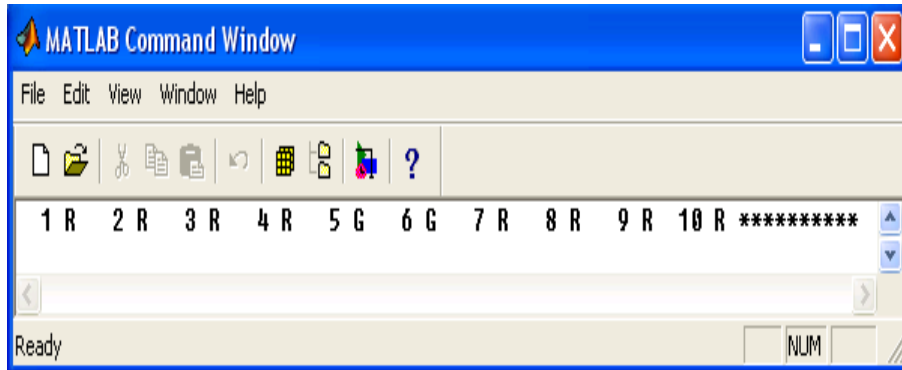 MATLAB Command Window
File Edit View Window Help
?
1 R 2 R 3 R 4 R 5 G 6 G 7 R 8 R 9 R 10 R **********
Ready NUM